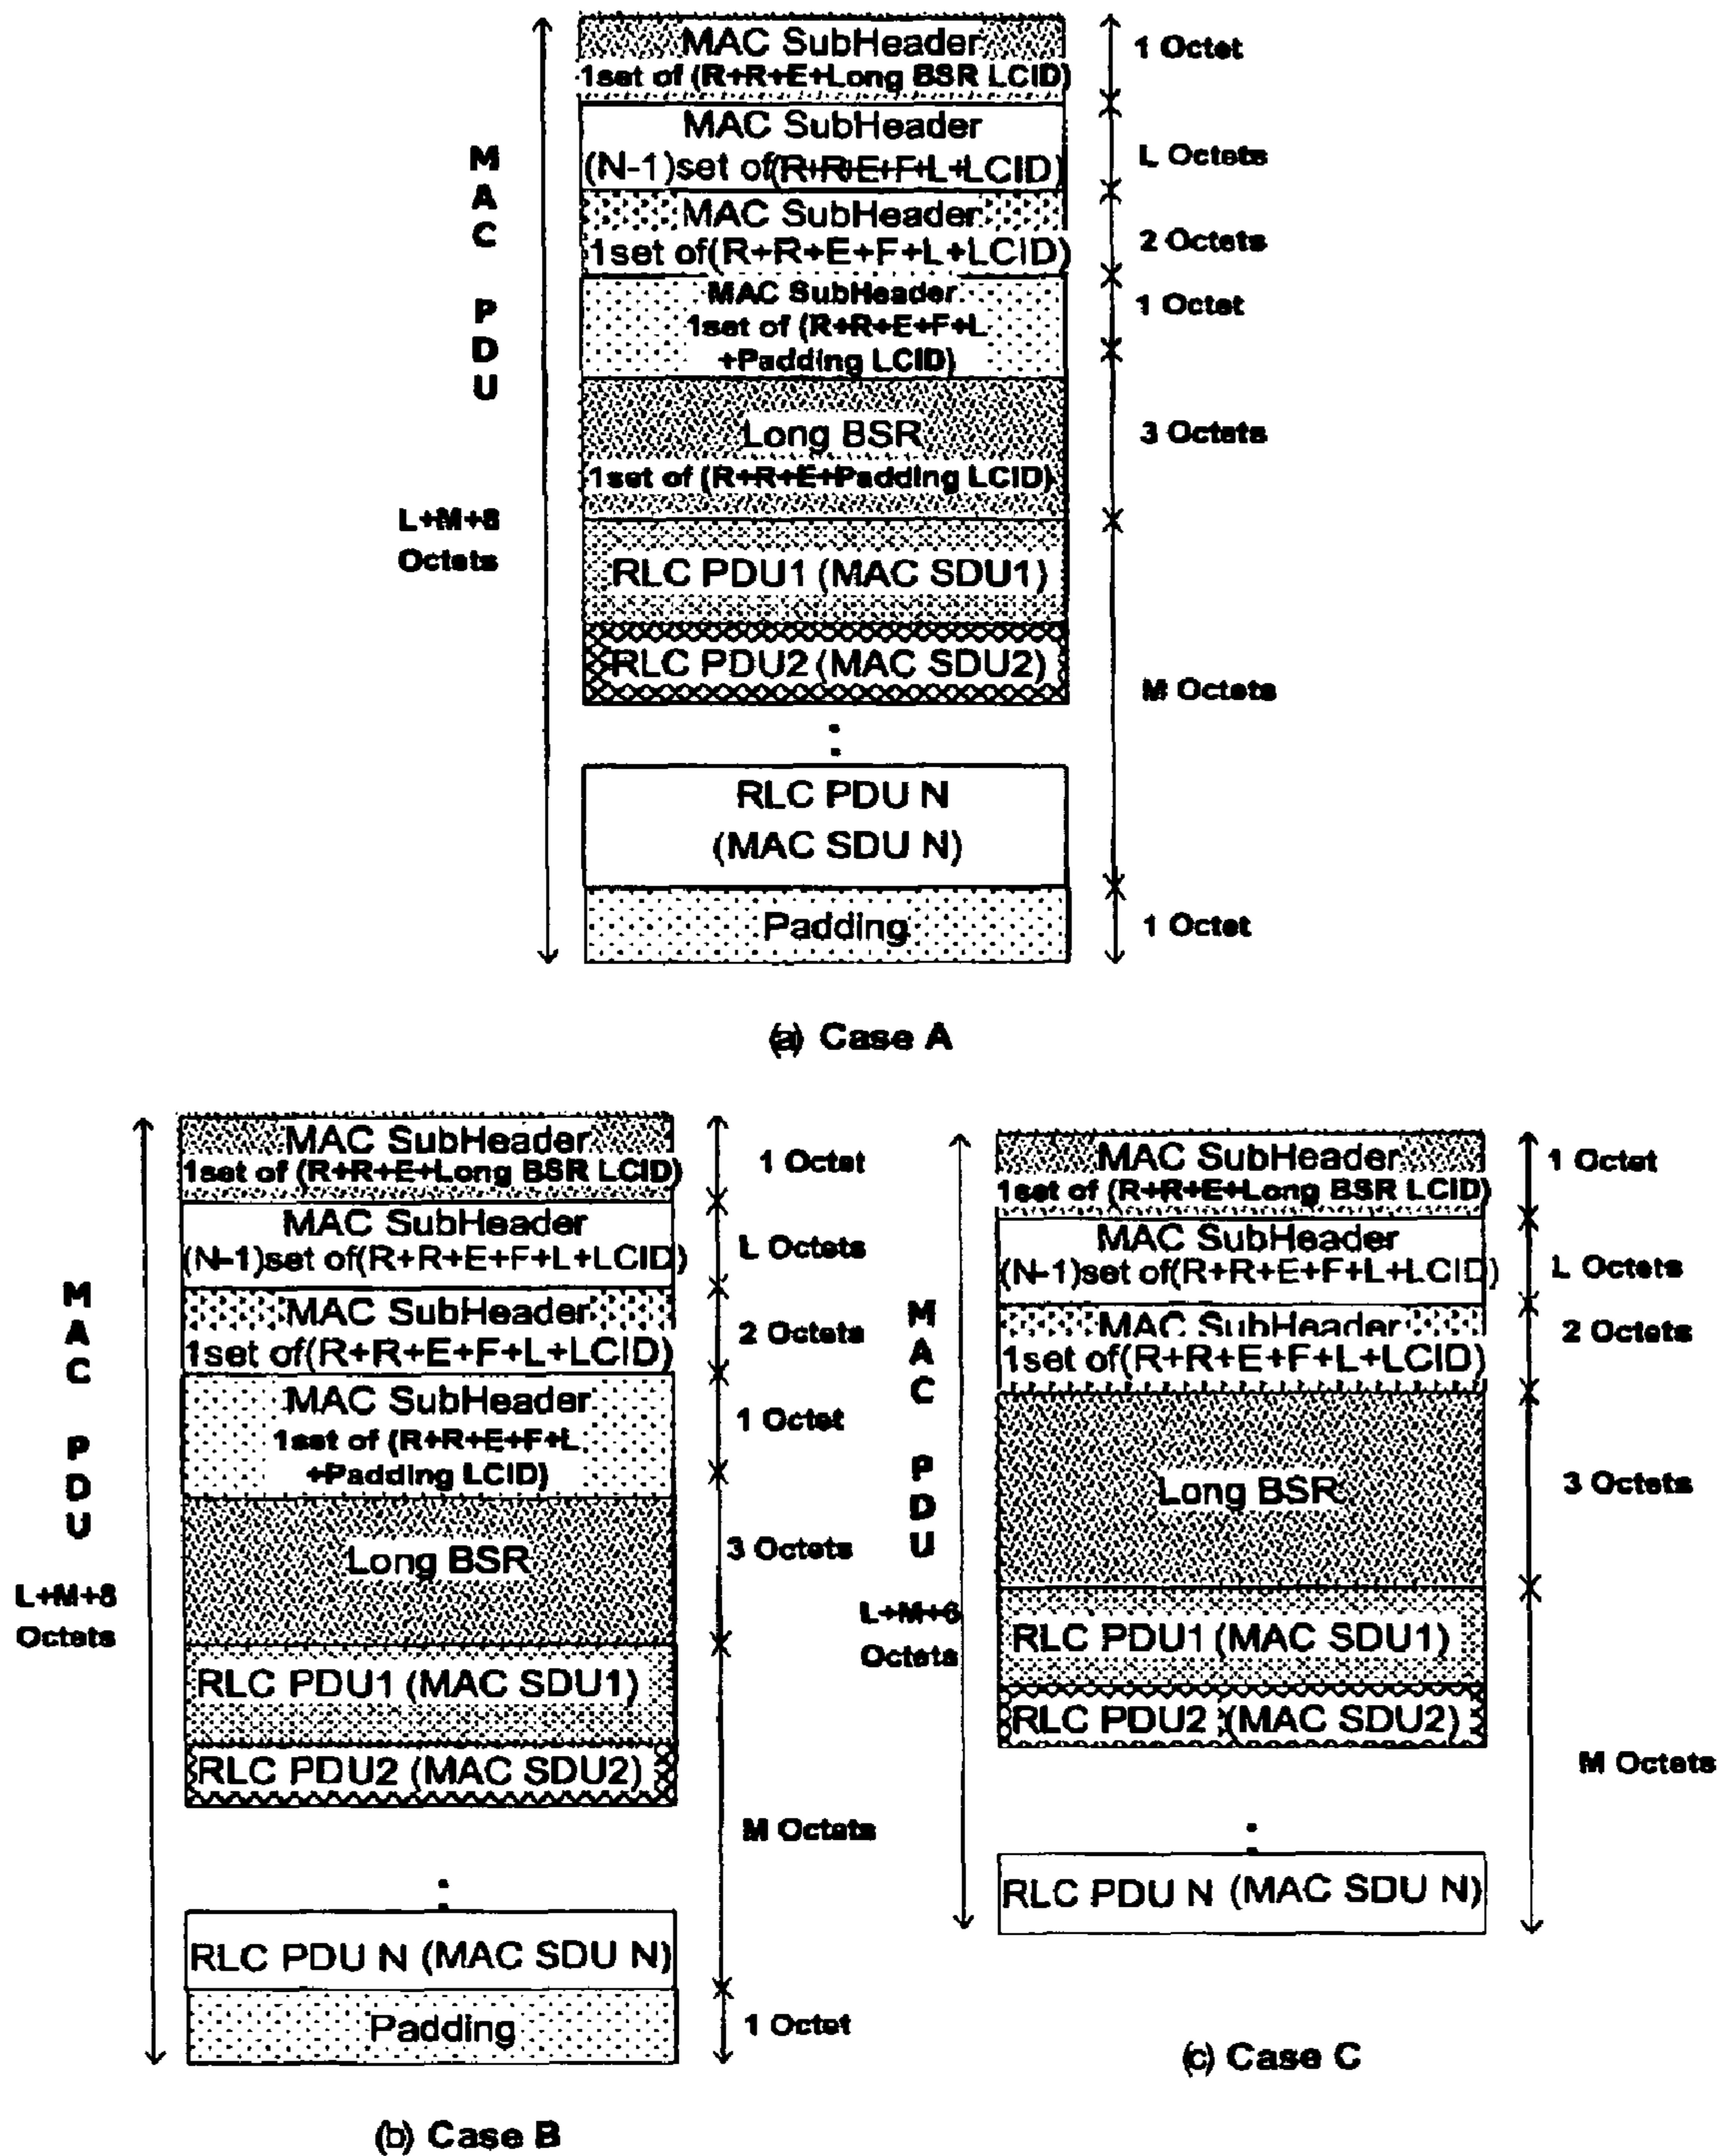 MAC SubHeader
1set of (R+R+E+Long BSR LCID)
1 Octet
MAC SubHeader
(N-1)set of(R+R+E+F+L+LCID)
L Octets
MAC SubHeader
1set of(R+R+E+F+L+LCID)
2 Octets
MAC SubHeader
1set of (R+R+E+F+L
+Padding LCID)
1 Octet
Long BSR
1set of (R+R+E+Padding LCID)
3 Octets
MAC PDU
L+M+8
Octets
RLC PDU1 (MAC SDU1)
RLC PDU2 (MAC SDU2)
M Octets
:
RLC PDU N
(MAC SDU N)
Padding
1 Octet
(a) Case A
MAC SubHeader
1set of (R+R+E+Long BSR LCID)
1 Octet
MAC SubHeader
(N-1)set of(R+R+E+F+L+LCID)
L Octets
MAC SubHeader
1set of(R+R+E+F+L+LCID)
2 Octets
MAC SubHeader
1set of (R+R+E+F+L
+Padding LCID)
1 Octet
Long BSR
3 Octets
MAC PDU
L+M+8
Octets
RLC PDU1 (MAC SDU1)
RLC PDU2 (MAC SDU2)
M Octets
:
RLC PDU N (MAC SDU N)
Padding
1 Octet
(b) Case B
MAC SubHeader
1set of (R+R+E+Long BSR LCID)
1 Octet
MAC SubHeader
(N-1)set of(R+R+E+F+L+LCID)
L Octets
MAC SubHeader
1set of(R+R+E+F+L+LCID)
2 Octets
Long BSR
3 Octets
MAC PDU
L+M+6
Octets
RLC PDU1 (MAC SDU1)
RLC PDU2 (MAC SDU2)
M Octets
:
RLC PDU N (MAC SDU N)
(c) Case C